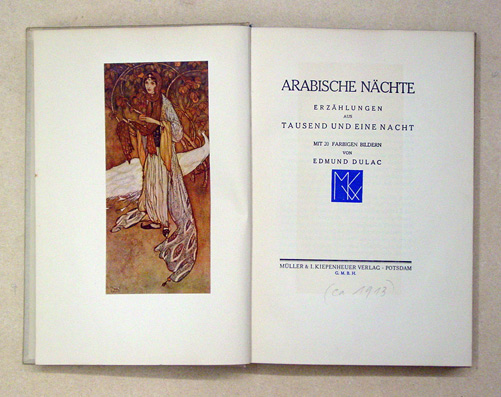 ARABISCHE NÄCHTE
ERZÄHLUNGEN
AUS
TAUSEND UND EINE NACHT
MIT 20 FARBIGEN BILDERN
VON
EDMUND DULAC
MÜLLER & I. KIEPENHEUER VERLAG · POTSDAM
G. M. B. H.
(ca 1913)